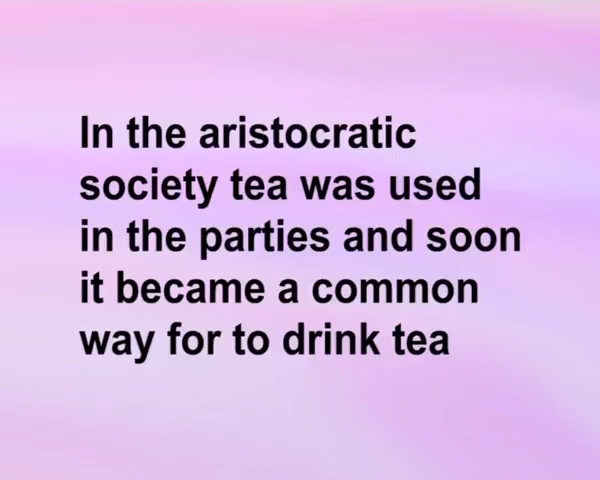 In the aristocratic
society tea was used
in the parties and soon
it became a common
way for to drink tea